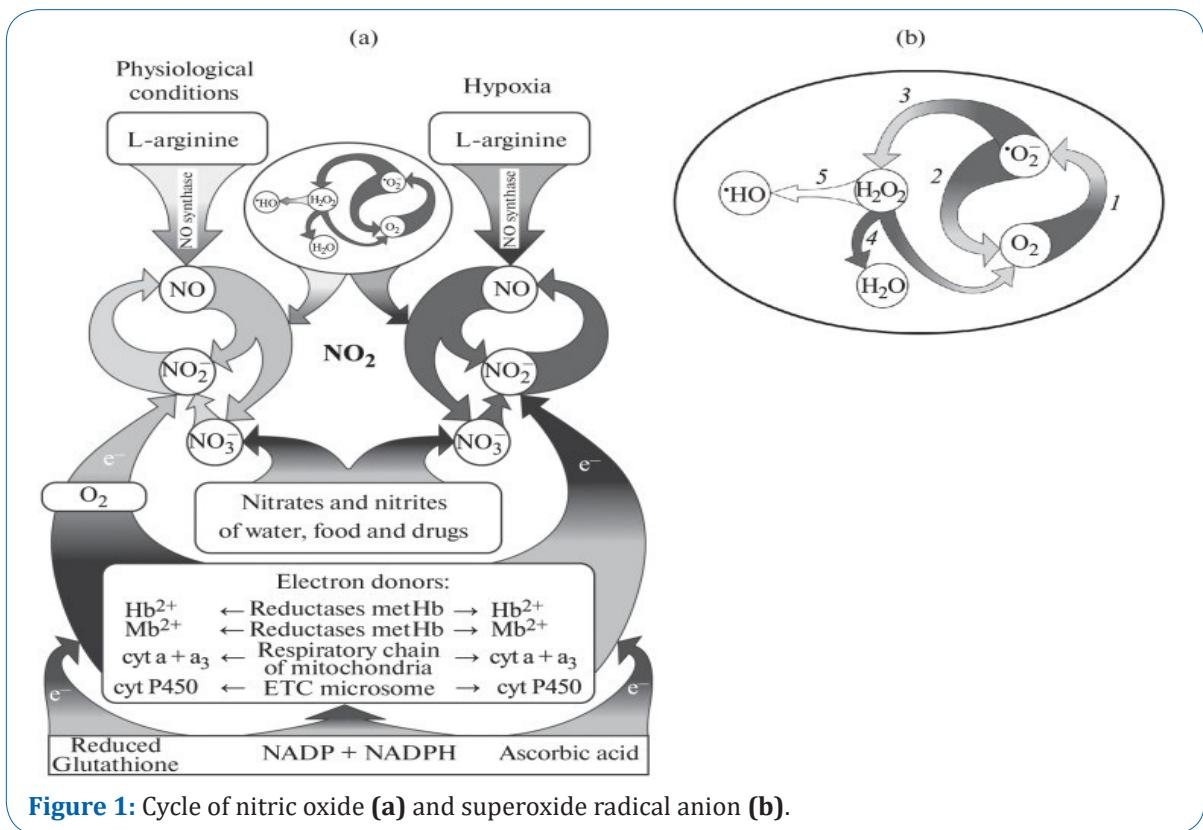 (a)
Physiological
conditions
Hypoxia
L-arginine
L-arginine
NO synthase
NO synthase
•O₂⁻
H₂O₂
•HO
O₂
H₂O
NO
NO
NO₂
NO₂⁻
NO₂⁻
NO₃⁻
NO₃⁻
e⁻
e⁻
O₂
Nitrates and nitrites
of water, food and drugs
Electron donors:
Hb²⁺ ← Reductases metHb → Hb²⁺
Mb²⁺ ← Reductases metHb → Mb²⁺
cyt a + a₃ ← Respiratory chain of mitochondria → cyt a + a₃
cyt P450 ← ETC microsome → cyt P450
e⁻
e⁻
Reduced
Glutathione
NADP + NADPH
Ascorbic acid
(b)
3
•O₂⁻
•HO
5
H₂O₂
2
1
O₂
4
H₂O
Figure 1: Cycle of nitric oxide (a) and superoxide radical anion (b).